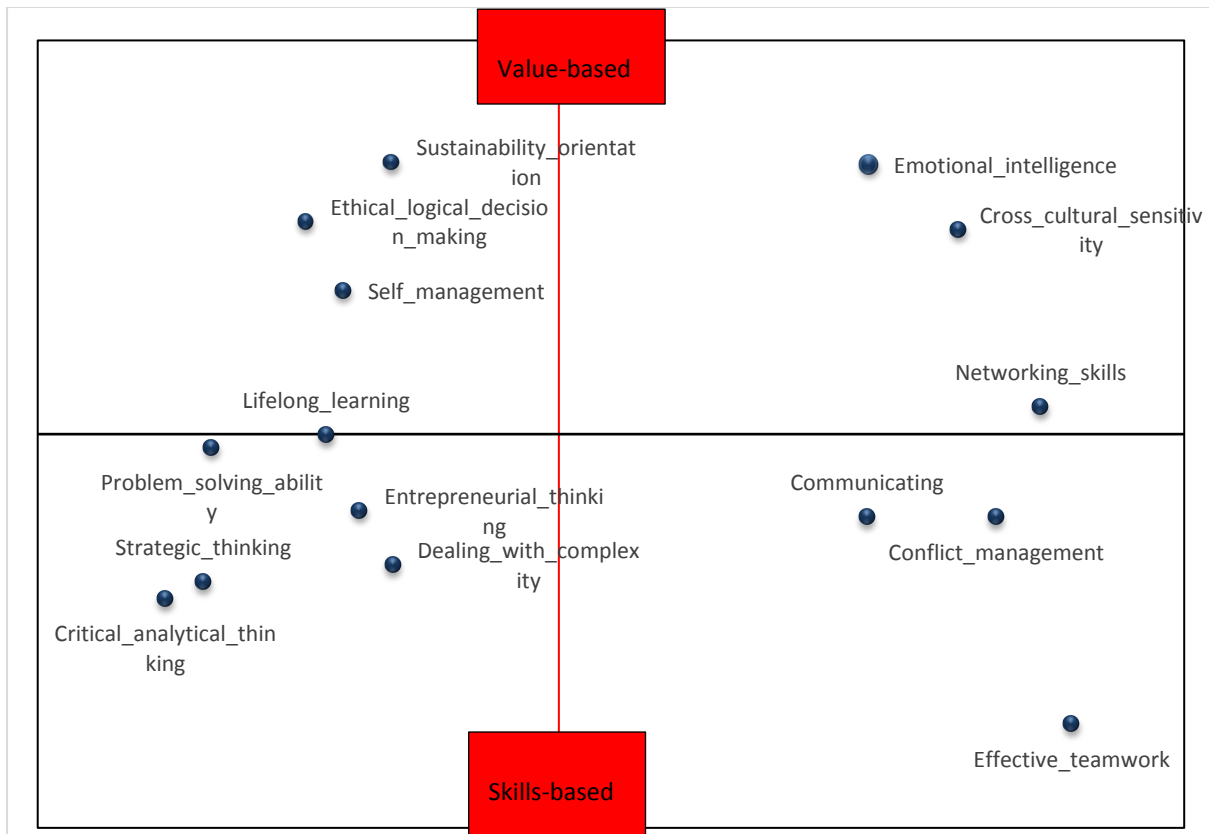 Value-based
Sustainability_orientat
ion
Emotional_intelligence
Ethical_logical_decisio
n_making
Cross_cultural_sensitiv
ity
Self_management
Networking_skills
Lifelong_learning
Problem_solving_abilit
y
Entrepreneurial_thinki
ng
Communicating
Strategic_thinking
Dealing_with_complex
ity
Conflict_management
Critical_analytical_thin
king
Effective_teamwork
Skills-based